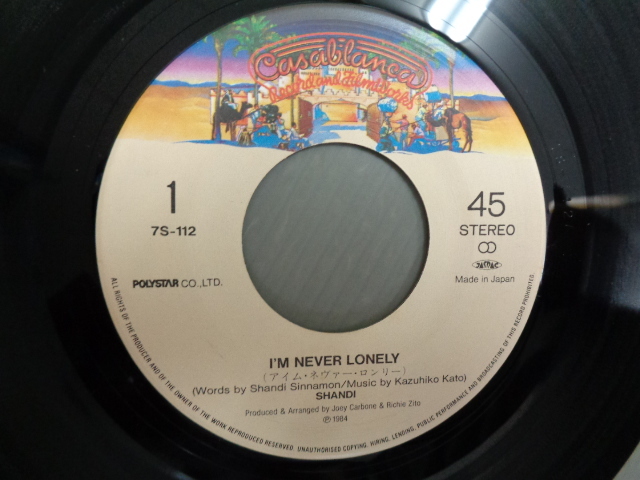 Casablanca
Record and FilmWorks
1
7S-112
45
STEREO
JASRAC
Made in Japan
POLYSTAR CO.,LTD.
I'M NEVER LONELY
(アイム・ネヴァー・ロンリー)
(Words by Shandi Sinnamon/Music by Kazuhiko Kato)
SHANDI
Produced & Arranged by Joey Carbone & Richie Zito
Ⓟ1984
ALL RIGHTS OF THE PRODUCER AND OF THE OWNER OF THE WORK REPRODUCED RESERVED. UNAUTHORISED COPYING, HIRING, LENDING, PUBLIC PERFORMANCE AND BROADCASTING OF THIS RECORD PROHIBITED.